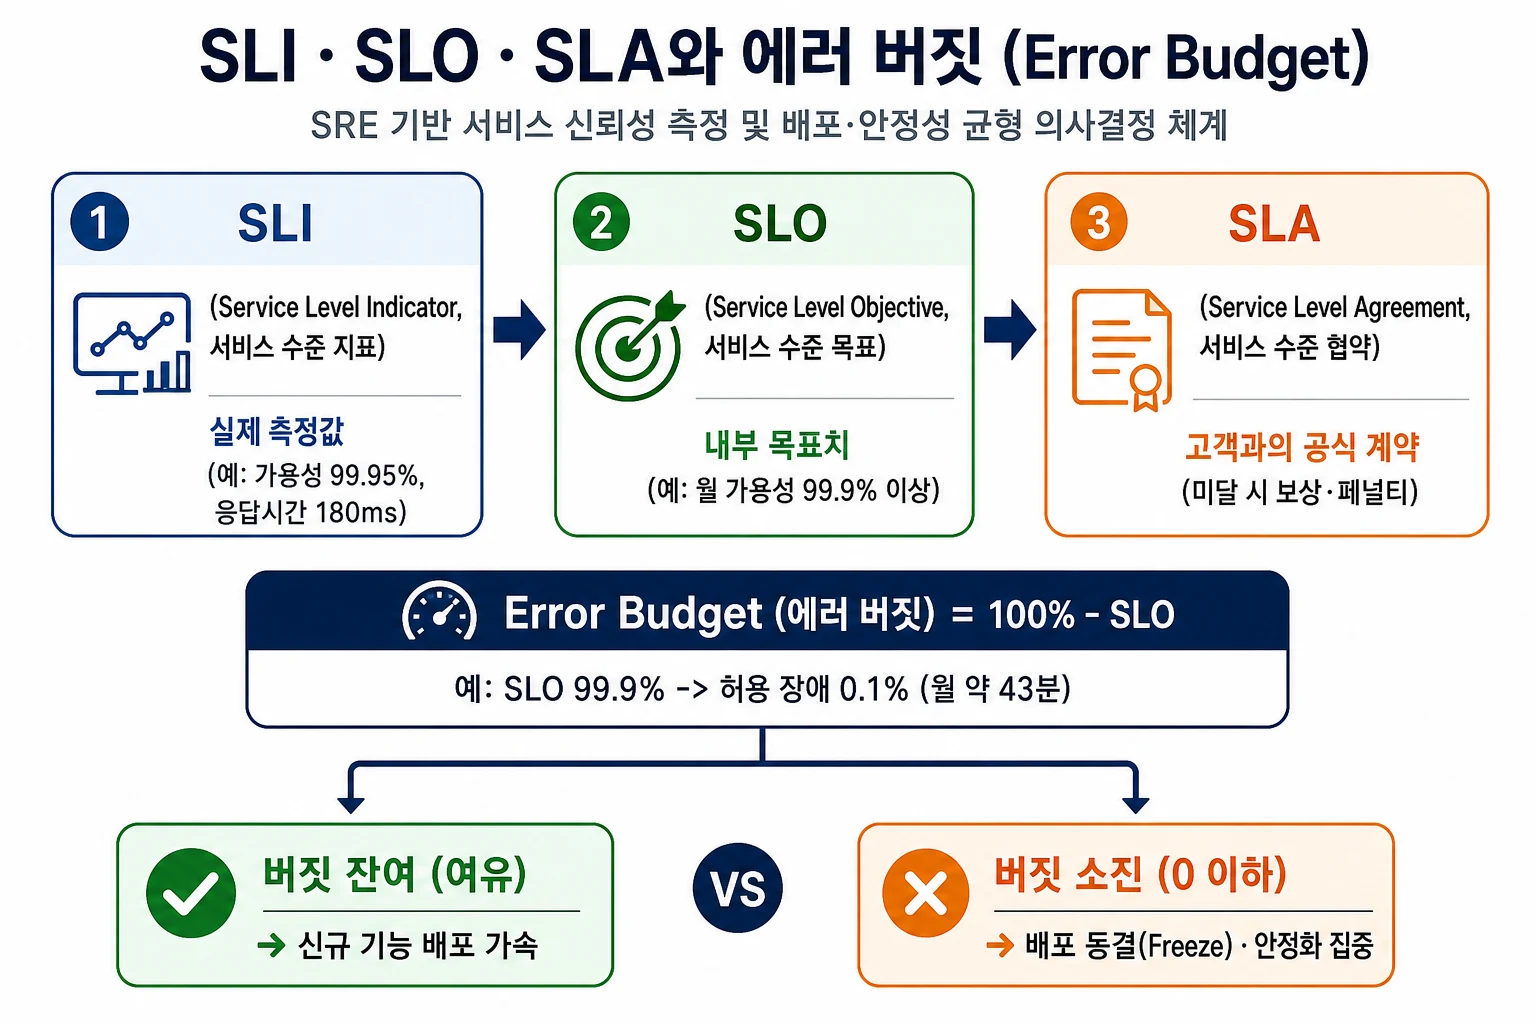 SLI · SLO · SLA와 에러 버짓 (Error Budget)
SRE 기반 서비스 신뢰성 측정 및 배포·안정성 균형 의사결정 체계
1
SLI
(Service Level Indicator,
서비스 수준 지표)
실제 측정값
(예: 가용성 99.95%,
응답시간 180ms)
2
SLO
(Service Level Objective,
서비스 수준 목표)
내부 목표치
(예: 월 가용성 99.9% 이상)
3
SLA
(Service Level Agreement,
서비스 수준 협약)
고객과의 공식 계약
(미달 시 보상·페널티)
Error Budget (에러 버짓) = 100% - SLO
예: SLO 99.9% -> 허용 장애 0.1% (월 약 43분)
버짓 잔여 (여유)
→ 신규 기능 배포 가속
VS
버짓 소진 (0 이하)
→ 배포 동결(Freeze) · 안정화 집중